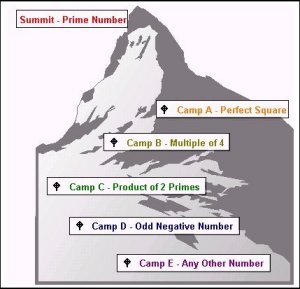 Summit - Prime Number
Camp A - Perfect Square
Camp B - Multiple of 4
Camp C - Product of 2 Primes
Camp D - Odd Negative Number
Camp E - Any Other Number